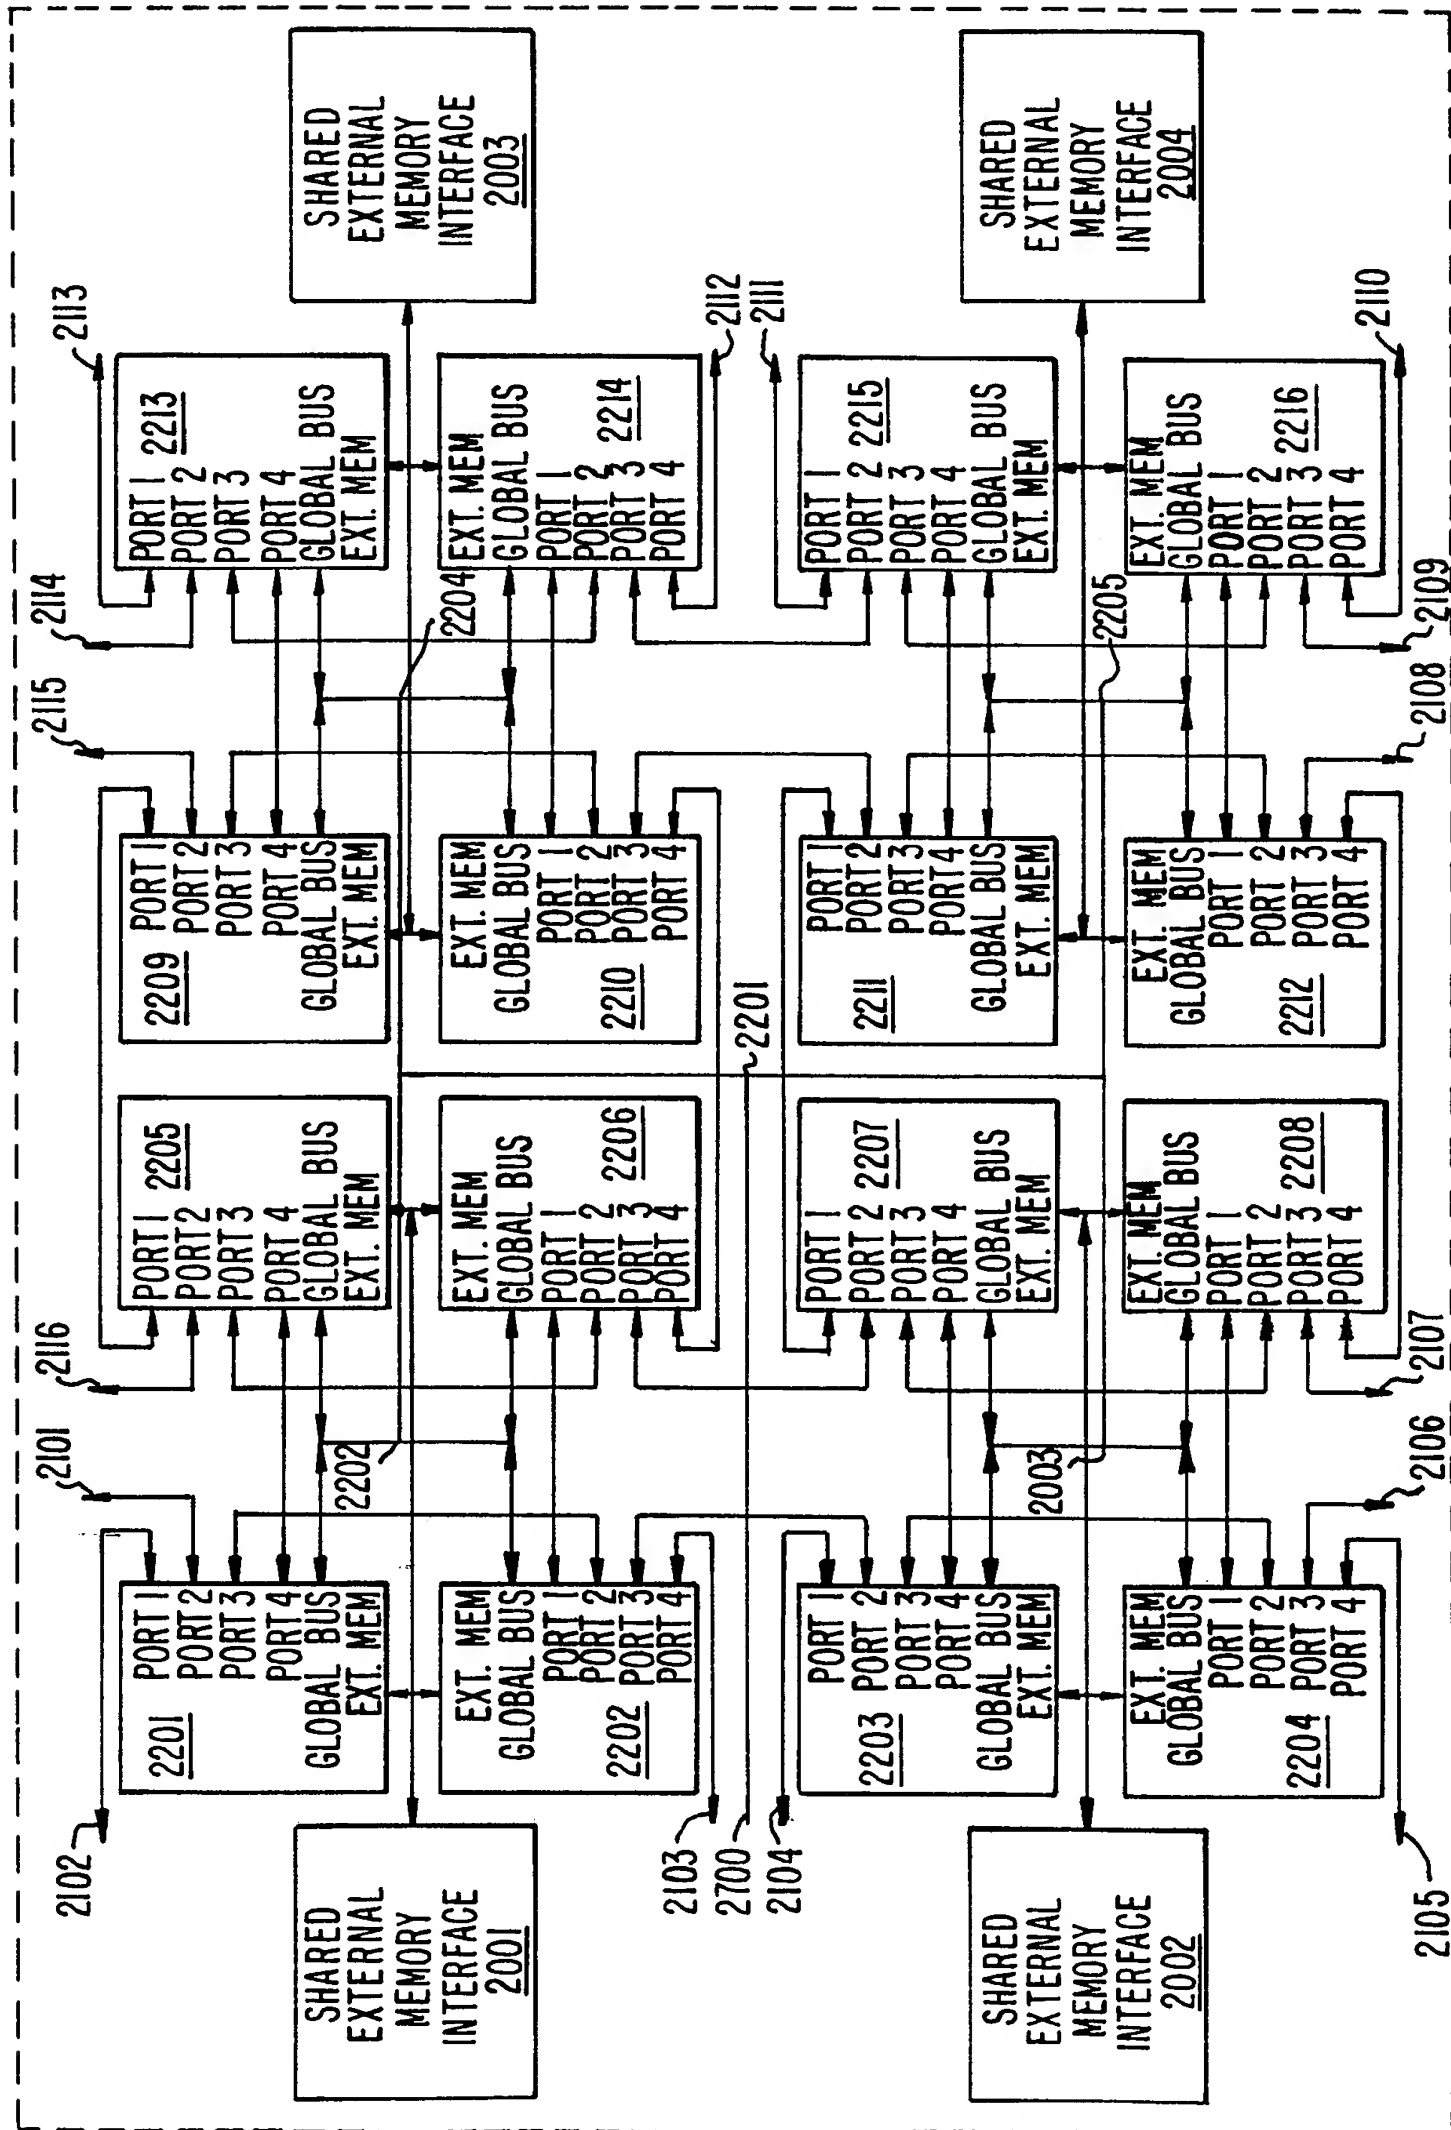 2102
2101
2116
2115
2114
2113
SHARED
EXTERNAL
MEMORY
INTERFACE
2001
2201
PORT 1
PORT 2
PORT 3
PORT 4
GLOBAL BUS
EXT. MEM
PORT 1
2205
PORT 2
PORT 3
PORT 4
GLOBAL BUS
EXT. MEM
2209
PORT 1
PORT 2
PORT 3
PORT 4
GLOBAL BUS
EXT. MEM
PORT 1
2213
PORT 2
PORT 3
PORT 4
GLOBAL BUS
EXT. MEM
SHARED
EXTERNAL
MEMORY
INTERFACE
2003
2202
2204
EXT. MEM
GLOBAL BUS
PORT 1
PORT 2
PORT 3
PORT 4
2202
EXT. MEM
GLOBAL BUS
PORT 1
PORT 2
PORT 3
PORT 4
2206
EXT. MEM
GLOBAL BUS
PORT 1
PORT 2
PORT 3
PORT 4
2210
EXT. MEM
GLOBAL BUS
PORT 1
PORT 2
PORT 3
PORT 4
2214
2103
2112
2700
2201
2104
2111
SHARED
EXTERNAL
MEMORY
INTERFACE
2002
PORT 1
PORT 2
PORT 3
PORT 4
GLOBAL BUS
EXT. MEM
2203
PORT 1
PORT 2
PORT 3
PORT 4
GLOBAL BUS
EXT. MEM
2207
PORT 1
PORT 2
PORT 3
PORT 4
GLOBAL BUS
EXT. MEM
2211
PORT 1
PORT 2
PORT 3
PORT 4
GLOBAL BUS
EXT. MEM
2215
SHARED
EXTERNAL
MEMORY
INTERFACE
2004
2003
2205
EXT. MEM
GLOBAL BUS
PORT 1
PORT 2
PORT 3
PORT 4
2204
EXT. MEM
GLOBAL BUS
PORT 1
PORT 2
PORT 3
PORT 4
2208
EXT. MEM
GLOBAL BUS
PORT 1
PORT 2
PORT 3
PORT 4
2212
EXT. MEM
GLOBAL BUS
PORT 1
PORT 2
PORT 3
PORT 4
2216
2105
2106
2107
2108
2109
2110